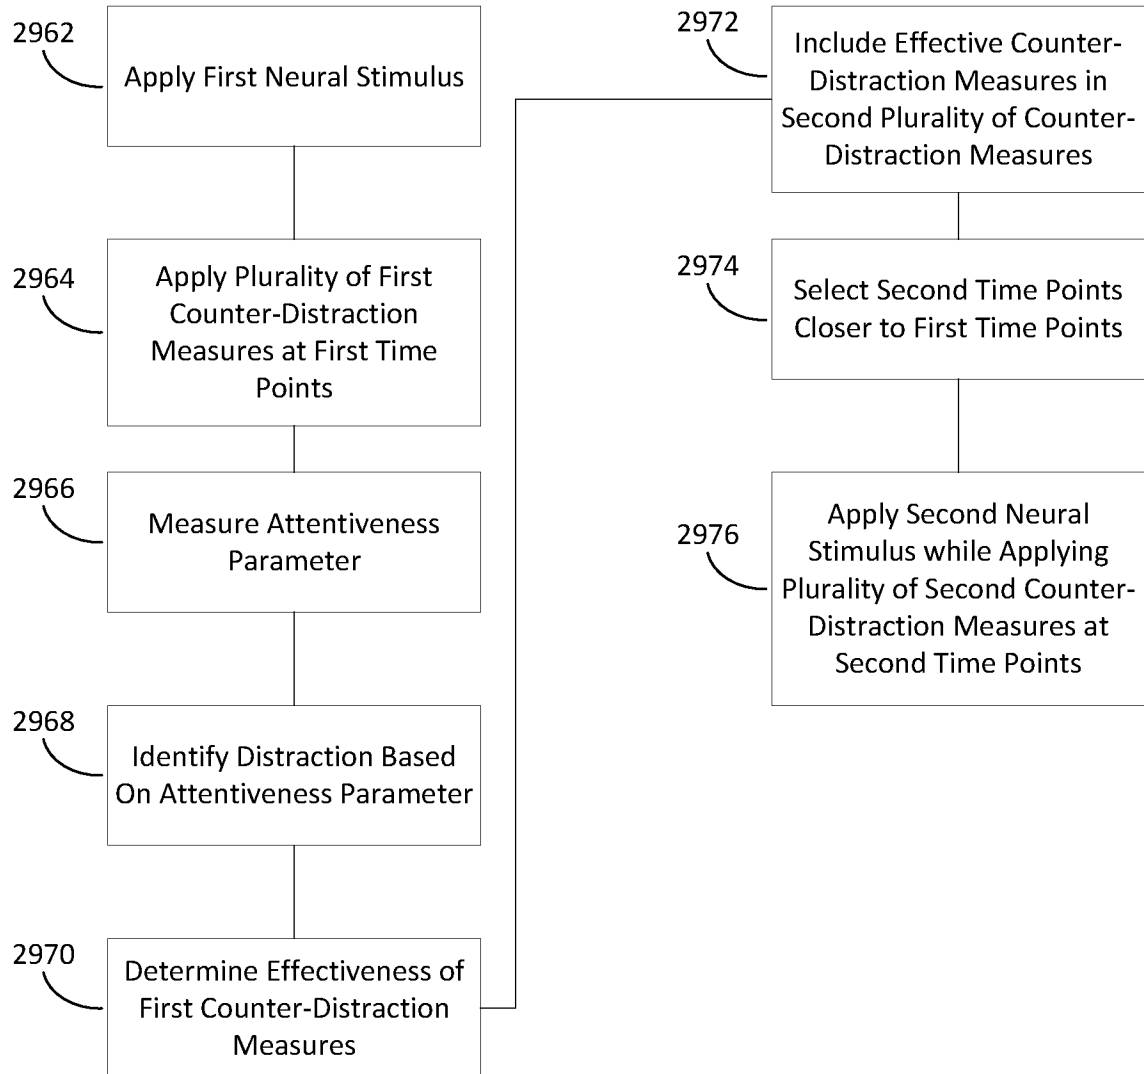 2962
Apply First Neural Stimulus
2964
Apply Plurality of First
Counter-Distraction
Measures at First Time
Points
2966
Measure Attentiveness
Parameter
2968
Identify Distraction Based
On Attentiveness Parameter
2970
Determine Effectiveness of
First Counter-Distraction
Measures
2972
Include Effective Counter-
Distraction Measures in
Second Plurality of Counter-
Distraction Measures
2974
Select Second Time Points
Closer to First Time Points
2976
Apply Second Neural
Stimulus while Applying
Plurality of Second Counter-
Distraction Measures at
Second Time Points